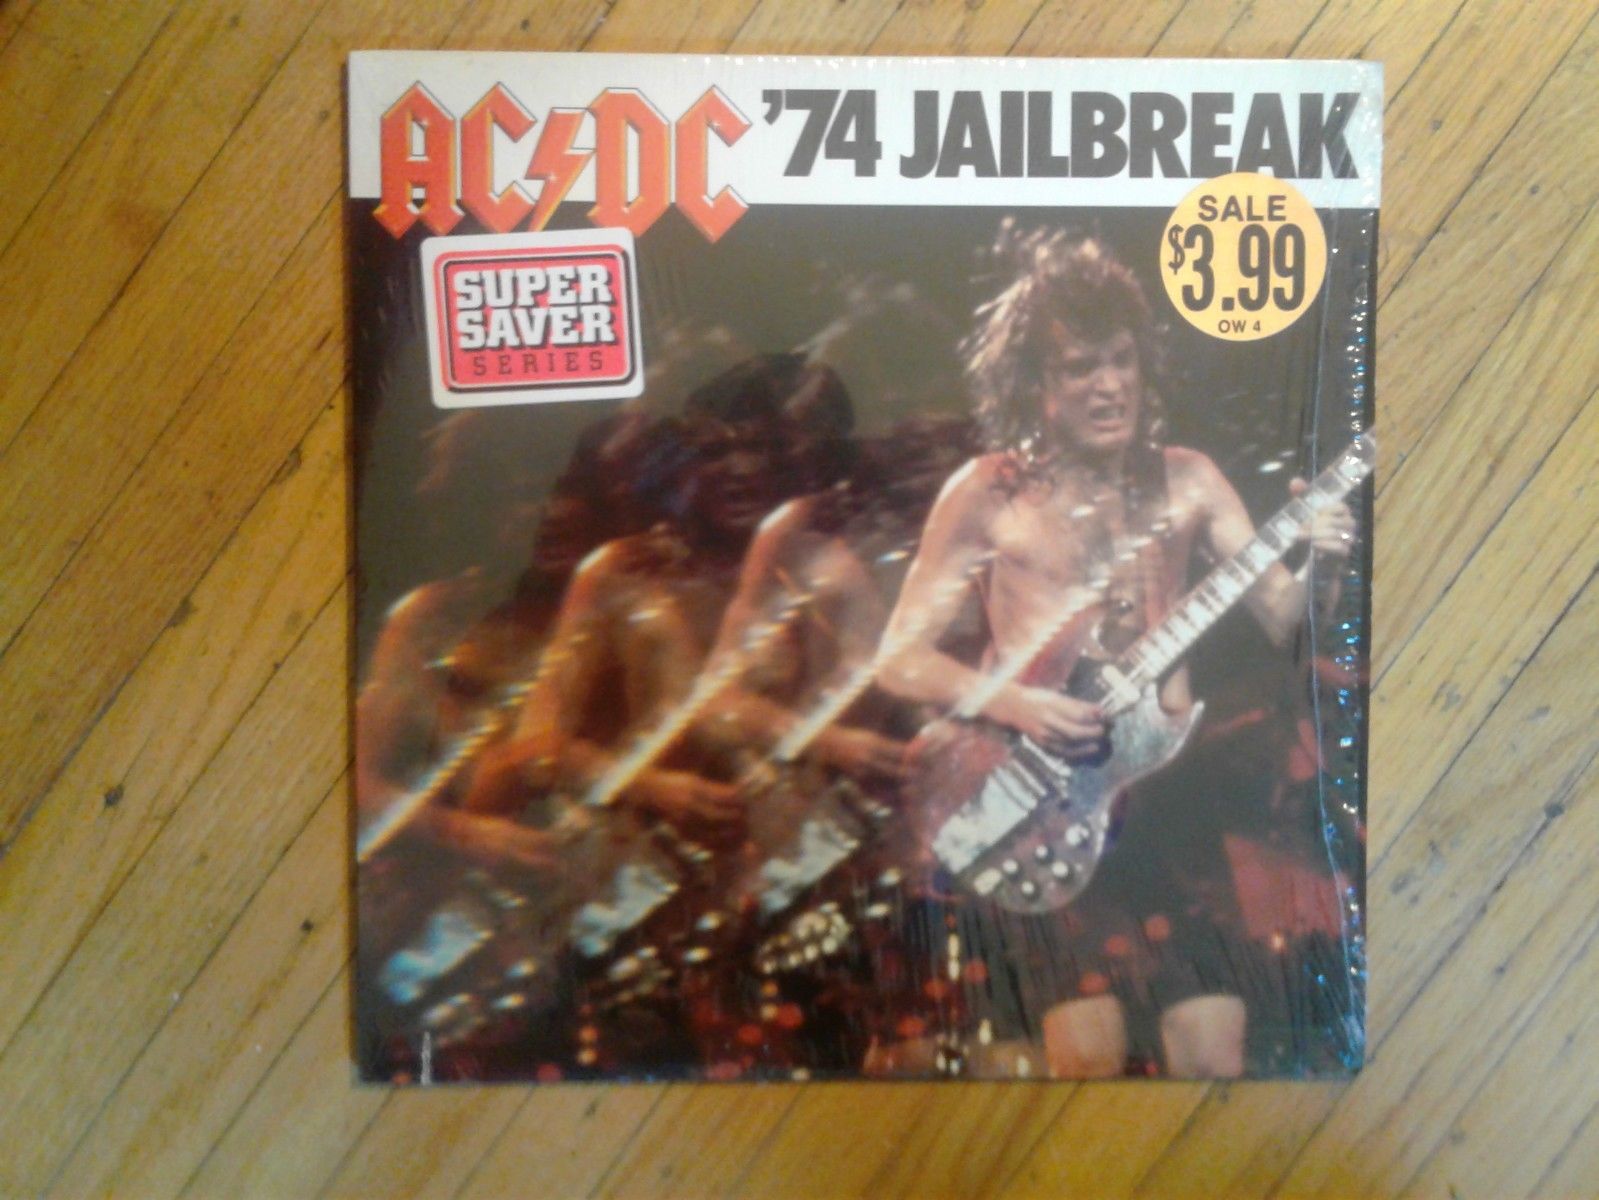 AC/DC '74 JAILBREAK
SALE
$3.99
OW 4
SUPER
SAVER
SERIES